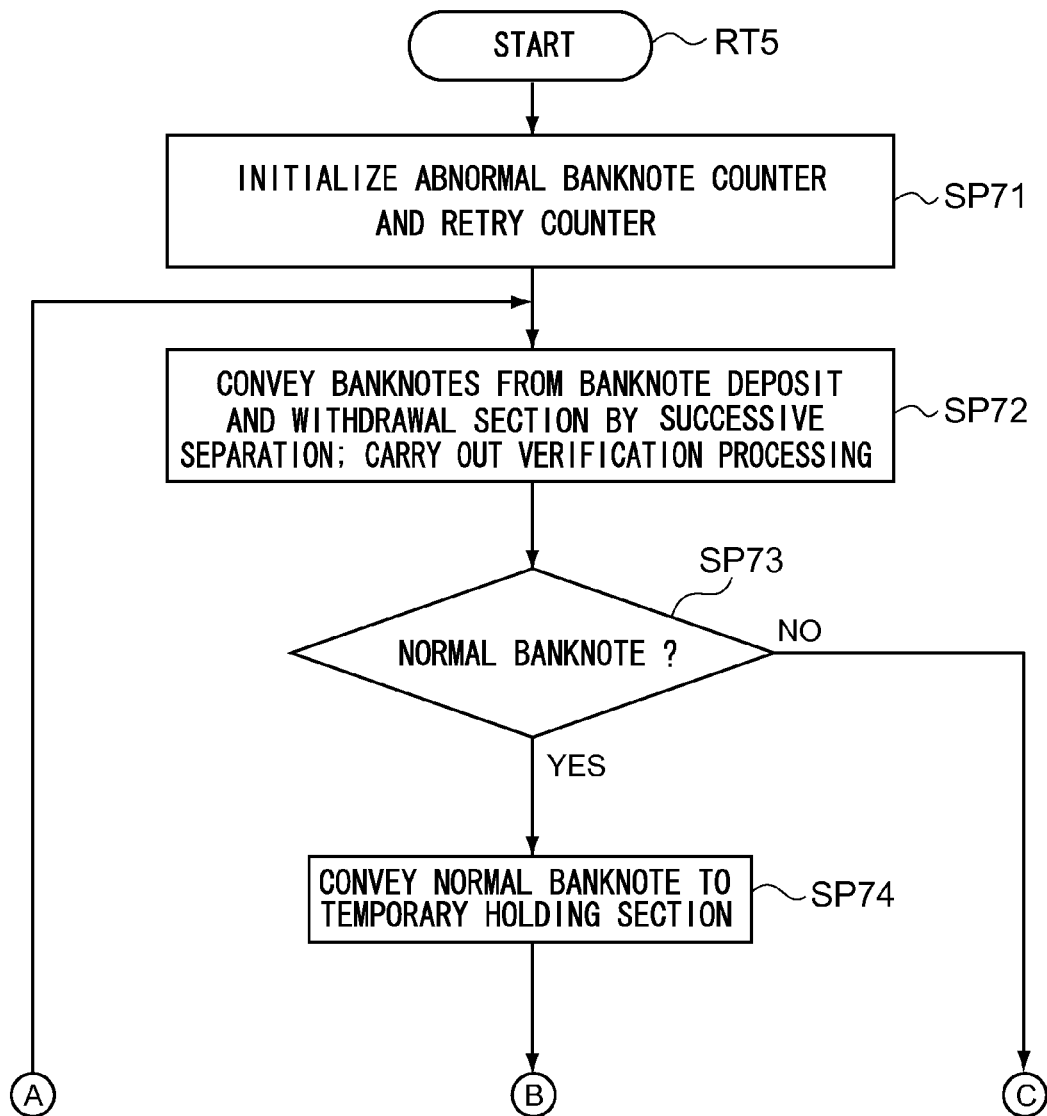 START
RT5
INITIALIZE ABNORMAL BANKNOTE COUNTER
AND RETRY COUNTER
SP71
CONVEY BANKNOTES FROM BANKNOTE DEPOSIT
AND WITHDRAWAL SECTION BY SUCCESSIVE
SEPARATION; CARRY OUT VERIFICATION PROCESSING
SP72
SP73
NORMAL BANKNOTE ?
NO
YES
CONVEY NORMAL BANKNOTE TO
TEMPORARY HOLDING SECTION
SP74
A
B
C